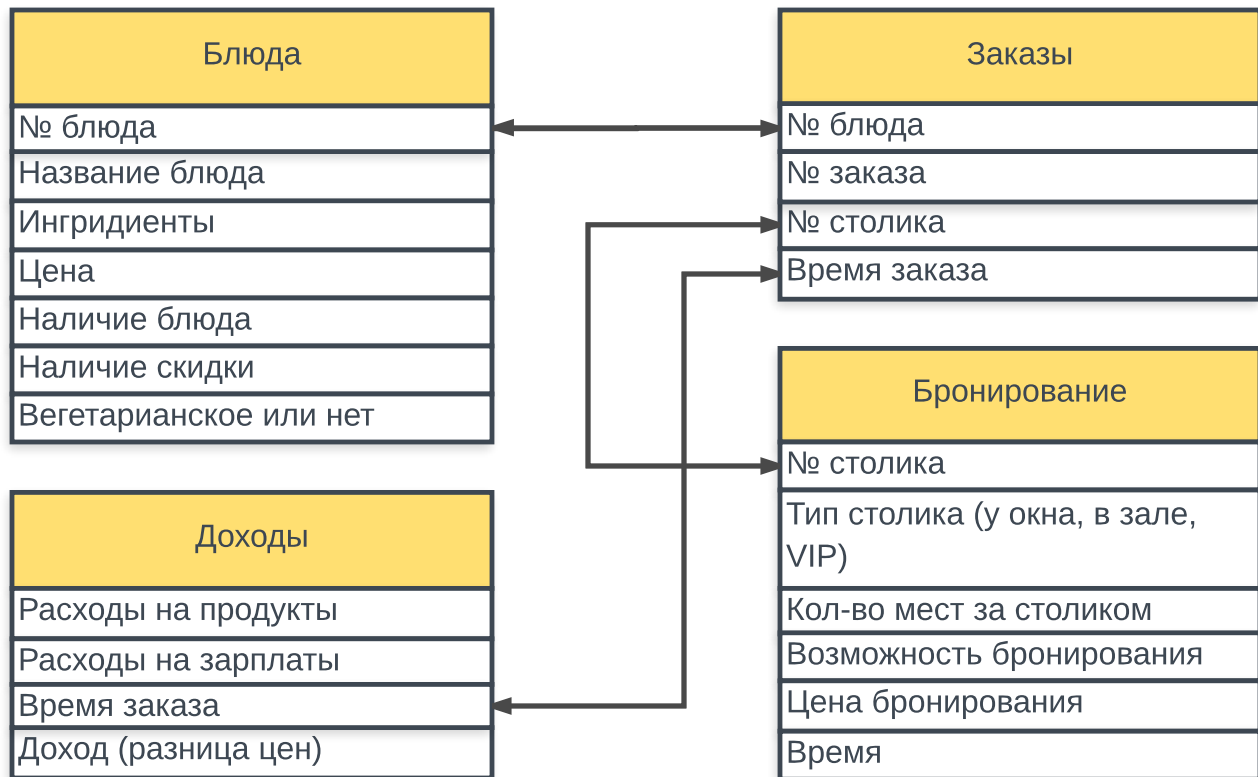 Блюда
№ блюда
Название блюда
Ингридиенты
Цена
Наличие блюда
Наличие скидки
Вегетарианское или нет
Заказы
№ блюда
№ заказа
№ столика
Время заказа
Доходы
Расходы на продукты
Расходы на зарплаты
Время заказа
Доход (разница цен)
Бронирование
№ столика
Тип столика (у окна, в зале,
VIP)
Кол-во мест за столиком
Возможность бронирования
Цена бронирования
Время